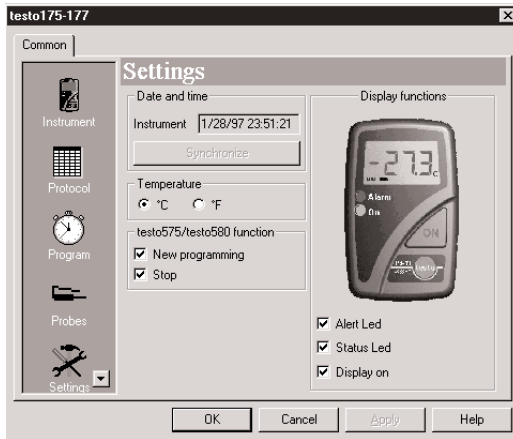 testo175-177
Common
Settings
Instrument
Protocol
Program
Probes
Settings
Date and time
Instrument 1/28/97 23:51:21
Synchronize
Temperature
°C °F
testo575/testo580 function
New programming
Stop
Display functions
-27.3 °C
Alarm
On
ON
testo
Alert Led
Status Led
Display on
OK Cancel Apply Help